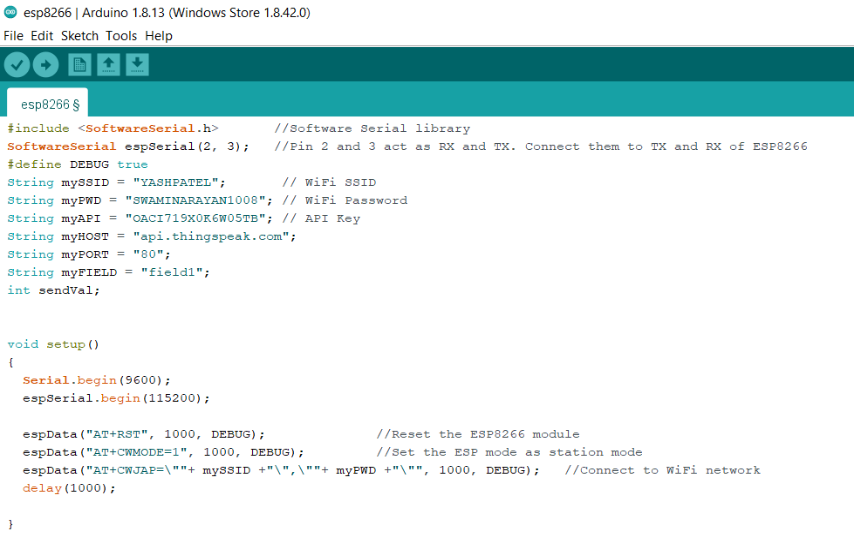 esp8266 | Arduino 1.8.13 (Windows Store 1.8.42.0)
File Edit Sketch Tools Help
esp8266 §
#include <SoftwareSerial.h>       //Software Serial library
SoftwareSerial espSerial(2, 3);   //Pin 2 and 3 act as RX and TX. Connect them to TX and RX of ESP8266
#define DEBUG true
String mySSID = "YASHPATEL";       // WiFi SSID
String myPWD = "SWAMINARAYAN1008"; // WiFi Password
String myAPI = "OACI719X0K6W05TB"; // API Key
String myHOST = "api.thingspeak.com";
String myPORT = "80";
String myFIELD = "field1";
int sendVal;
void setup()
{
  Serial.begin(9600);
  espSerial.begin(115200);
  espData("AT+RST", 1000, DEBUG);              //Reset the ESP8266 module
  espData("AT+CWMODE=1", 1000, DEBUG);         //Set the ESP mode as station mode
  espData("AT+CWJAP=\""+ mySSID +"\",\""+ myPWD +"\"", 1000, DEBUG);   //Connect to WiFi network
  delay(1000);
}